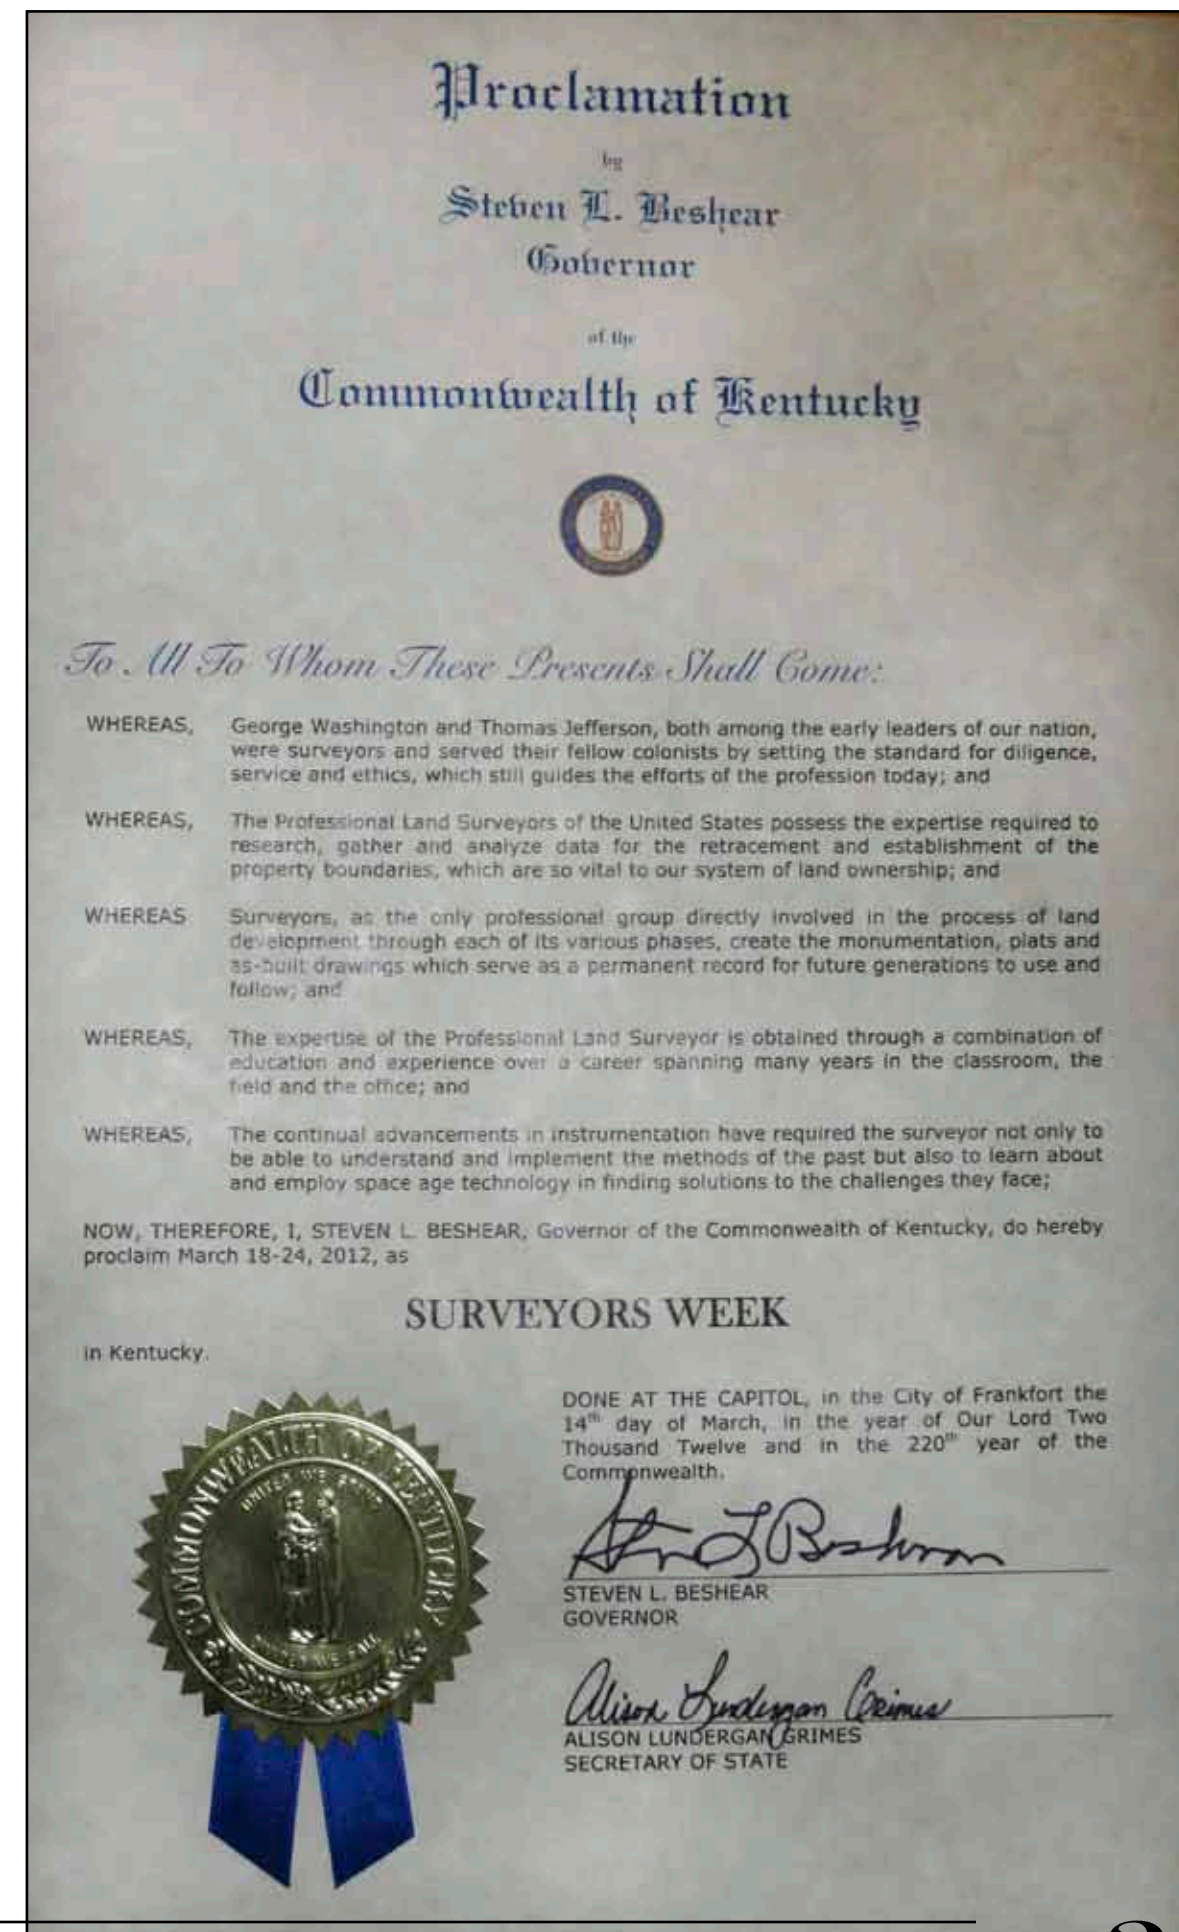 Proclamation
by
Steven L. Beshear
Governor
of the
Commonwealth of Kentucky
To All To Whom These Presents Shall Come:
WHEREAS, George Washington and Thomas Jefferson, both among the early leaders of our nation,
were surveyors and served their fellow colonists by setting the standard for diligence,
service and ethics, which still guides the efforts of the profession today; and
WHEREAS, The Professional Land Surveyors of the United States possess the expertise required to
research, gather and analyze data for the retracement and establishment of the
property boundaries, which are so vital to our system of land ownership; and
WHEREAS Surveyors, as the only professional group directly involved in the process of land
development through each of its various phases, create the monumentation, plats and
as-built drawings which serve as a permanent record for future generations to use and
follow; and
WHEREAS, The expertise of the Professional Land Surveyor is obtained through a combination of
education and experience over a career spanning many years in the classroom, the
field and the office; and
WHEREAS, The continual advancements in instrumentation have required the surveyor not only to
be able to understand and implement the methods of the past but also to learn about
and employ space age technology in finding solutions to the challenges they face;
NOW, THEREFORE, I, STEVEN L. BESHEAR, Governor of the Commonwealth of Kentucky, do hereby
proclaim March 18-24, 2012, as
SURVEYORS WEEK
in Kentucky.
COMMONWEALTH OF KENTUCKY
UNITED WE STAND
DIVIDED WE FALL
DONE AT THE CAPITOL, in the City of Frankfort the
14th day of March, in the year of Our Lord Two
Thousand Twelve and in the 220th year of the
Commonwealth.
Steven L Beshear
STEVEN L. BESHEAR
GOVERNOR
Alison Lundergan Grimes
ALISON LUNDERGAN GRIMES
SECRETARY OF STATE